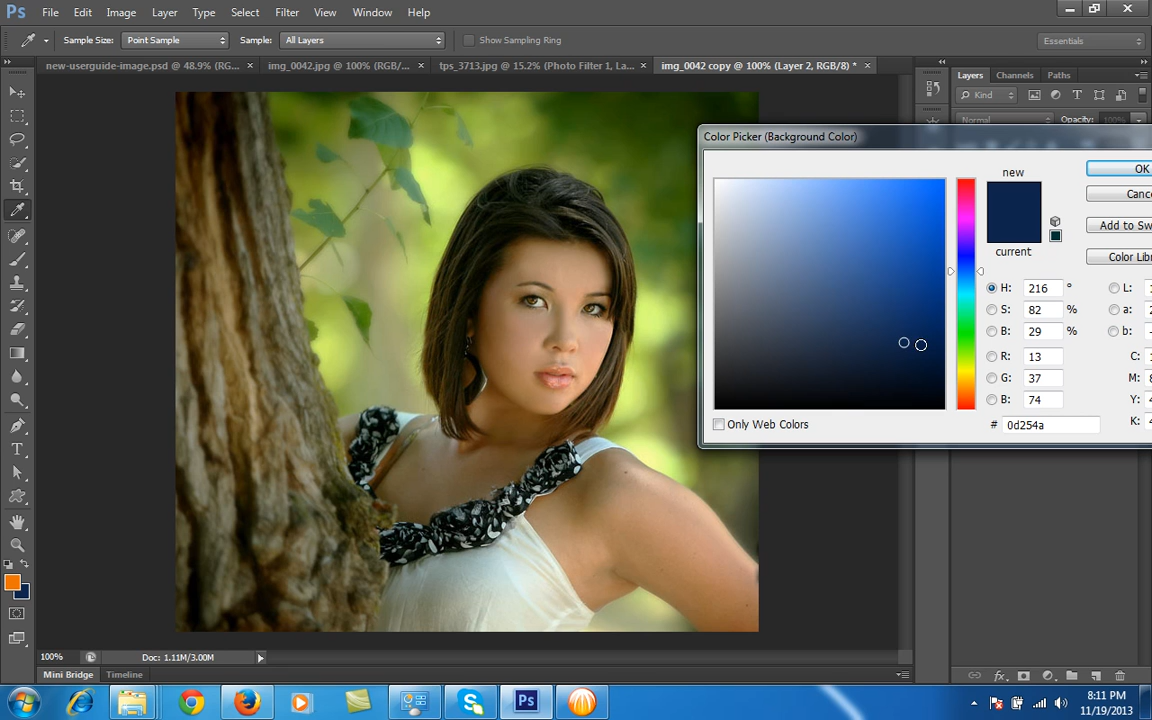 Ps File Edit Image Layer Type Select Filter View Window Help
Sample Size: Point Sample Sample: All Layers Show Sampling Ring Essentials
new-userguide-image.psd @ 48.9% (RG... × img_0042.jpg @ 100% (RGB/... × tps_3713.jpg @ 15.2% (Photo Filter 1, La... × img_0042 copy @ 100% (Layer 2, RGB/8) * ×
Layers Channels Paths
Kind
Normal Opacity: 100%
Color Picker (Background Color)
new
current
OK
Cance
Add to Sw
Color Libr
H: 216 °
S: 82 %
B: 29 %
R: 13
G: 37
B: 74
# 0d254a
L:
a:
b:
C:
M:
Y:
K:
Only Web Colors
100% Doc: 1.11M/3.00M
Mini Bridge Timeline
Ps
8:11 PM
11/19/2013